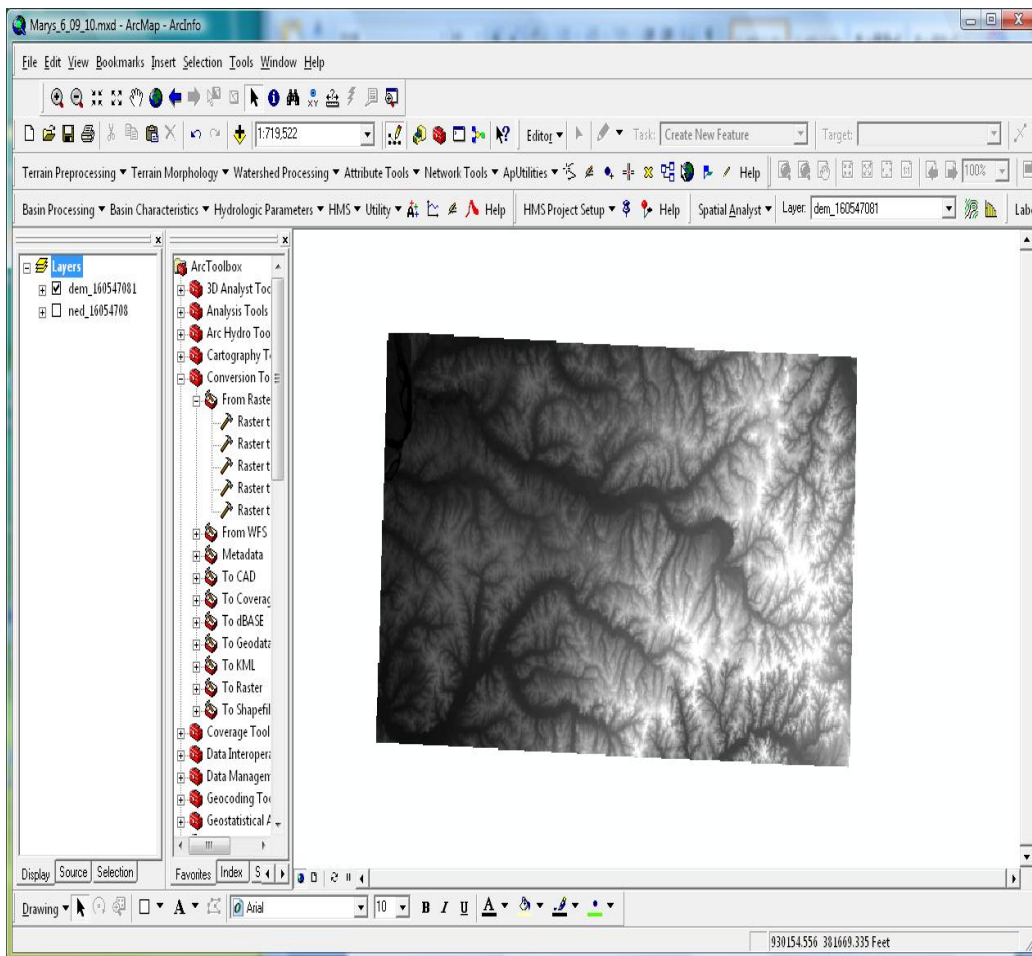 Marys_6_09_10.mxd - ArcMap - ArcInfo
File Edit View Bookmarks Insert Selection Tools Window Help
1:719,522
Editor
Task: Create New Feature
Target:
Terrain Preprocessing Terrain Morphology Watershed Processing Attribute Tools Network Tools ApUtilities Help 100%
Basin Processing Basin Characteristics Hydrologic Parameters HMS Utility Help HMS Project Setup Help Spatial Analyst Layer: dem_160547081 Labe
Layers
dem_160547081
ned_16054708
ArcToolbox
3D Analyst Toc
Analysis Tools
Arc Hydro Too
Cartography T
Conversion To
From Raste
Raster t
Raster t
Raster t
Raster t
Raster t
From WFS
Metadata
To CAD
To Coverag
To dBASE
To Geodata
To KML
To Raster
To Shapefil
Coverage Tool
Data Interopera
Data Managem
Geocoding Too
Geostatistical A
Display Source Selection
Favorites Index S
Drawing A Arial 10 B I U A
930154.556 381669.335 Feet